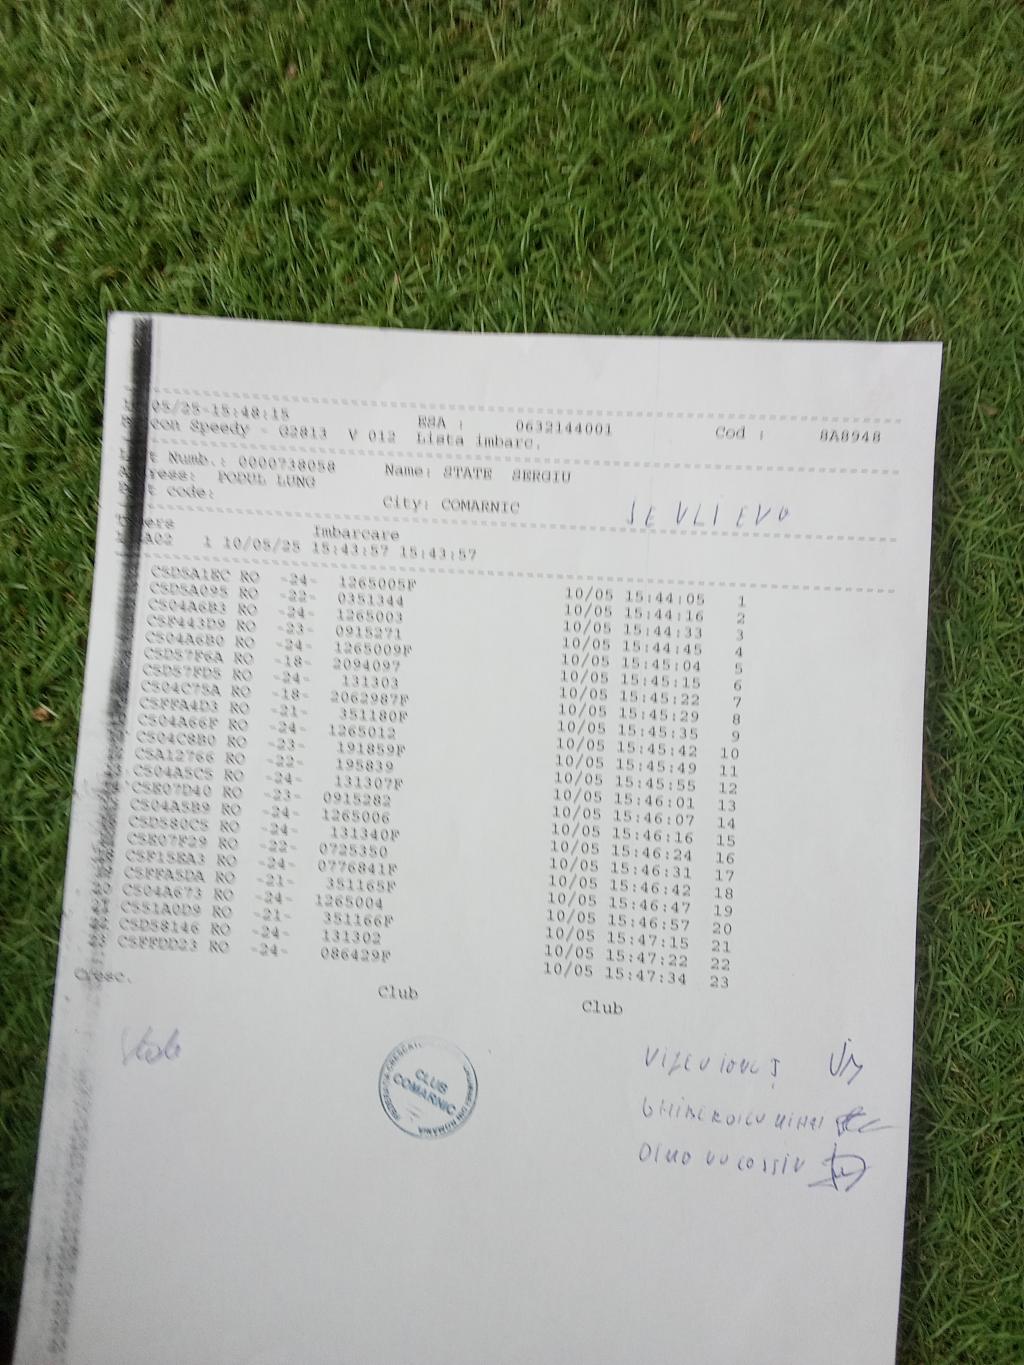 05/25-15:48:15 ESA : 0632144001 Cod : 8A8948
con Speedy - G2813 V 012 Lista imbarc.
t Numb.: 0000738058 Name: STATE SERGIU
ress: PODUL LUNG
t code: City: COMARNIC SEVLIEVO
Imbarcare
A02 1 10/05/25 15:43:57 15:43:57
C5D5A1EC RO -24- 1265005F 10/05 15:44:05 1
C5D5A095 RO -22- 0351344 10/05 15:44:16 2
C504A6B3 RO -24- 1265003 10/05 15:44:33 3
C5F443D9 RO -23- 0915271 10/05 15:44:45 4
C504A6B0 RO -24- 1265009F 10/05 15:45:04 5
C5D57F6A RO -18- 2094097 10/05 15:45:15 6
C5D57FD5 RO -24- 131303 10/05 15:45:22 7
C504C75A RO -18- 2062987F 10/05 15:45:29 8
C5FFA4D3 RO -21- 351180F 10/05 15:45:35 9
C504A66F RO -24- 1265012 10/05 15:45:42 10
C504C8B0 RO -23- 191859F 10/05 15:45:49 11
C5A12766 RO -22- 195839 10/05 15:45:55 12
C504A5C5 RO -24- 131307F 10/05 15:46:01 13
C5E07D40 RO -23- 0915282 10/05 15:46:07 14
C504A5B9 RO -24- 1265006 10/05 15:46:16 15
C5D580C5 RO -24- 131340F 10/05 15:46:24 16
C5E07F29 RO -22- 0725350 10/05 15:46:31 17
C5F15EA3 RO -24- 0776841F 10/05 15:46:42 18
C5FFA5DA RO -21- 351165F 10/05 15:46:47 19
C504A673 RO -24- 1265004 10/05 15:46:57 20
C551A0D9 RO -21- 351166F 10/05 15:47:15 21
C5D58146 RO -24- 131302 10/05 15:47:22 22
C5FFDD23 RO -24- 086429F 10/05 15:47:34 23
Cresc. Club Club
CLUB
COMARNIC